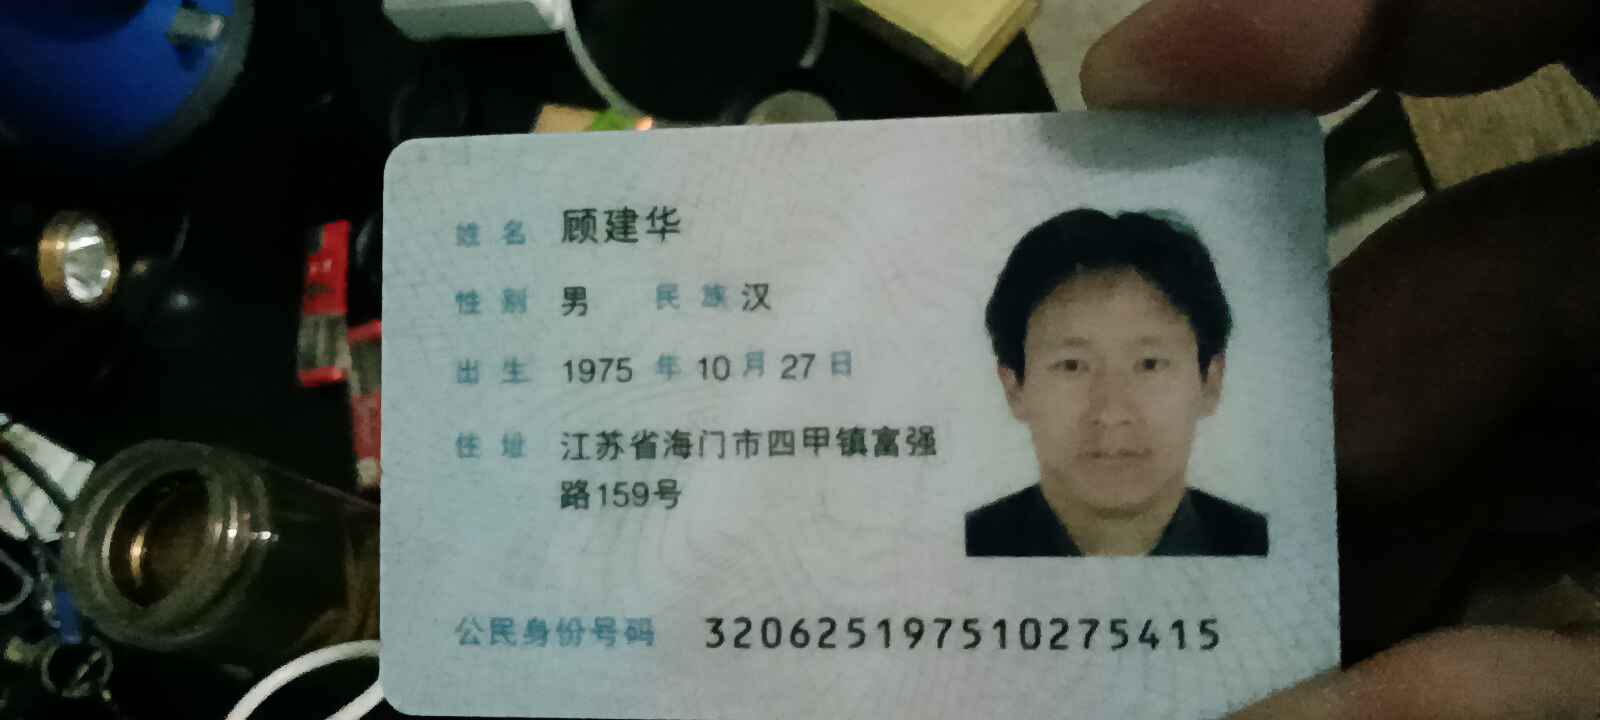 姓名 顾建华
性别 男 民族 汉
出生 1975 年 10 月 27 日
住址 江苏省海门市四甲镇富强
路159号
公民身份号码 320625197510275415